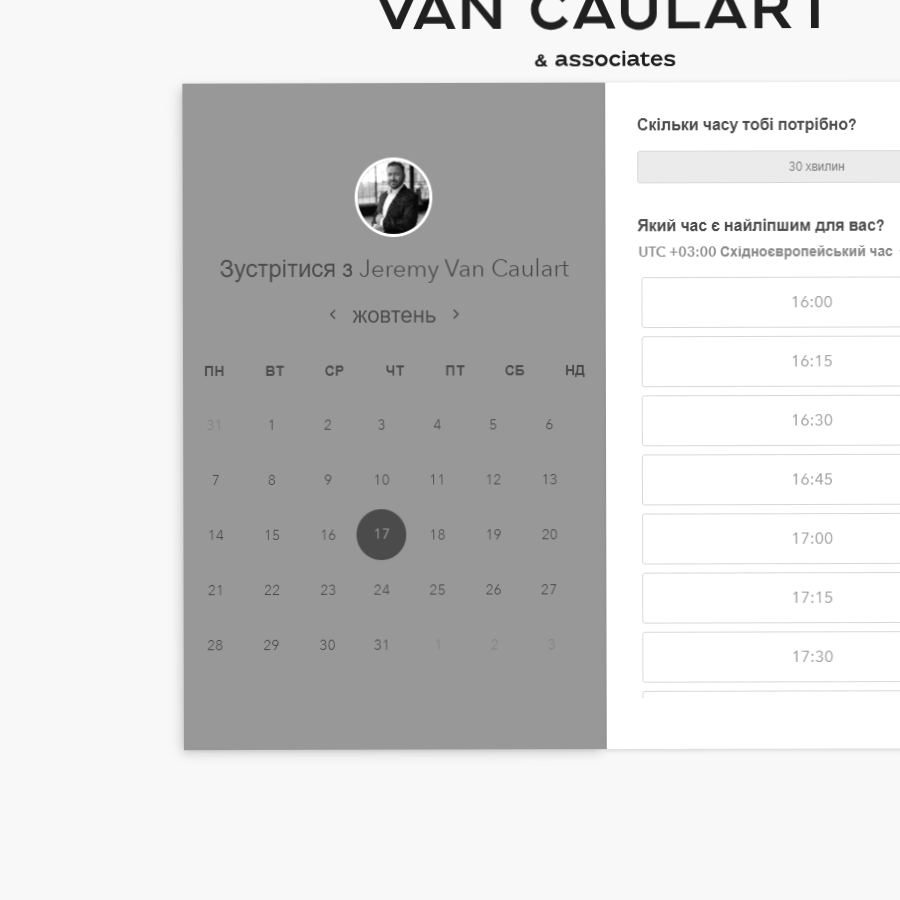 VAN CAULART
& associates
Зустрітися з Jeremy Van Caulart
жовтень
ПН ВТ СР ЧТ ПТ СБ НД
31 1 2 3 4 5 6
7 8 9 10 11 12 13
14 15 16 17 18 19 20
21 22 23 24 25 26 27
28 29 30 31 1 2 3
Скільки часу тобі потрібно?
30 хвилин
Який час є найліпшим для вас?
UTC +03:00 Східноєвропейський час
16:00
16:15
16:30
16:45
17:00
17:15
17:30